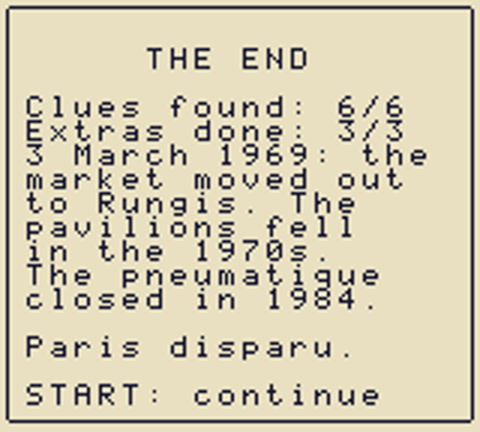 THE END
Clues found: 6/6
Extras done: 3/3
3 March 1969: the
market moved out
to Rungis. The
pavilions fell
in the 1970s.
The pneumatique
closed in 1984.
Paris disparu.
START: continue